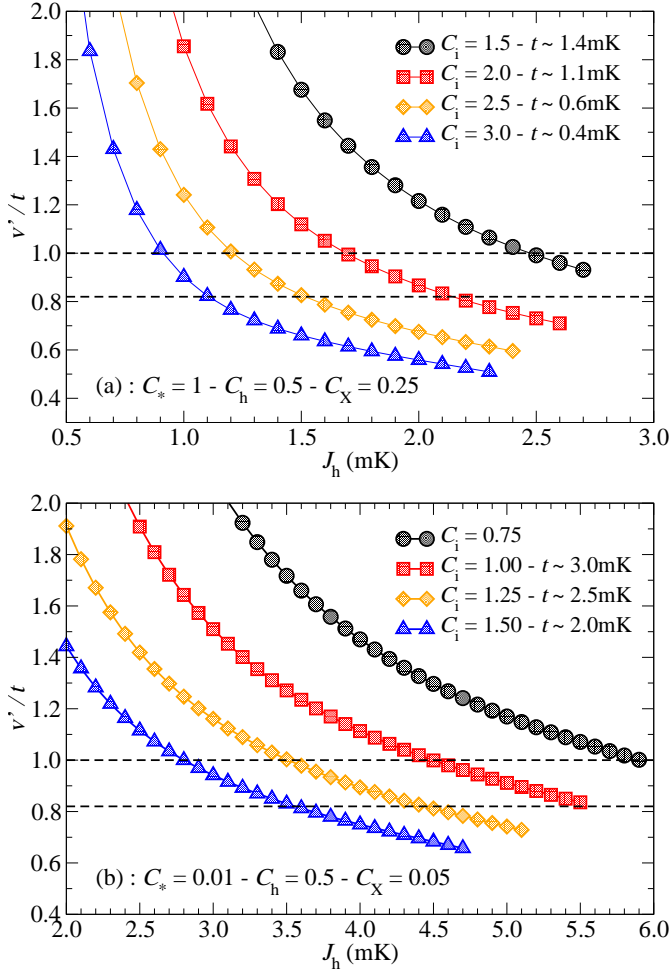 2.0
1.8
1.6
1.4
1.2
1.0
0.8
0.6
0.4
v’/t
C_i = 1.5 - t ~ 1.4mK
C_i = 2.0 - t ~ 1.1mK
C_i = 2.5 - t ~ 0.6mK
C_i = 3.0 - t ~ 0.4mK
(a) : C_* = 1 - C_h = 0.5 - C_X = 0.25
0.5 1.0 1.5 2.0 2.5 3.0
J_h (mK)
2.0
1.8
1.6
1.4
1.2
1.0
0.8
0.6
0.4
v’/t
C_i = 0.75
C_i = 1.00 - t ~ 3.0mK
C_i = 1.25 - t ~ 2.5mK
C_i = 1.50 - t ~ 2.0mK
(b) : C_* = 0.01 - C_h = 0.5 - C_X = 0.05
2.0 2.5 3.0 3.5 4.0 4.5 5.0 5.5 6.0
J_h (mK)